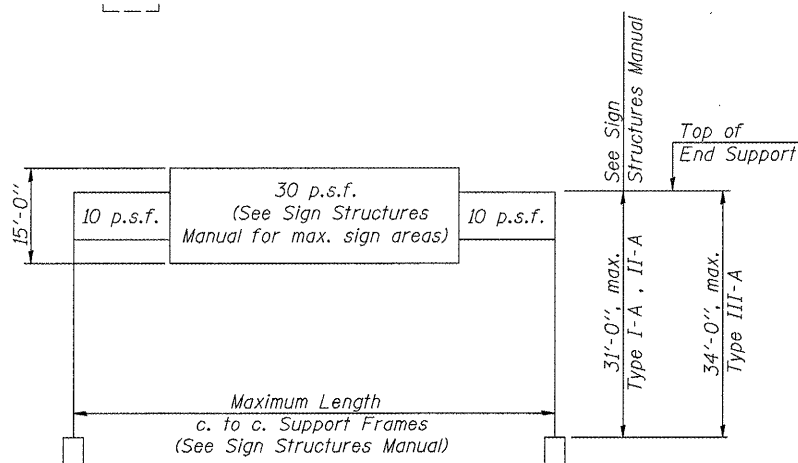 See Sign
Structures Manual
Top of
End Support
15'-0"
10 p.s.f.
30 p.s.f.
(See Sign Structures
Manual for max. sign areas)
10 p.s.f.
31'-0", max.
Type I-A , II-A
34'-0", max.
Type III-A
Maximum Length
c. to c. Support Frames
(See Sign Structures Manual)